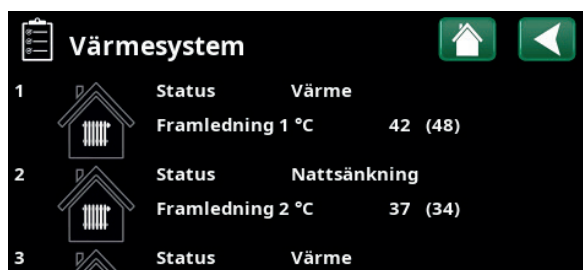 Värmesystem
1 Status Värme
Framledning 1 °C 42 (48)
2 Status Nattsänkning
Framledning 2 °C 37 (34)
3 Status Värme